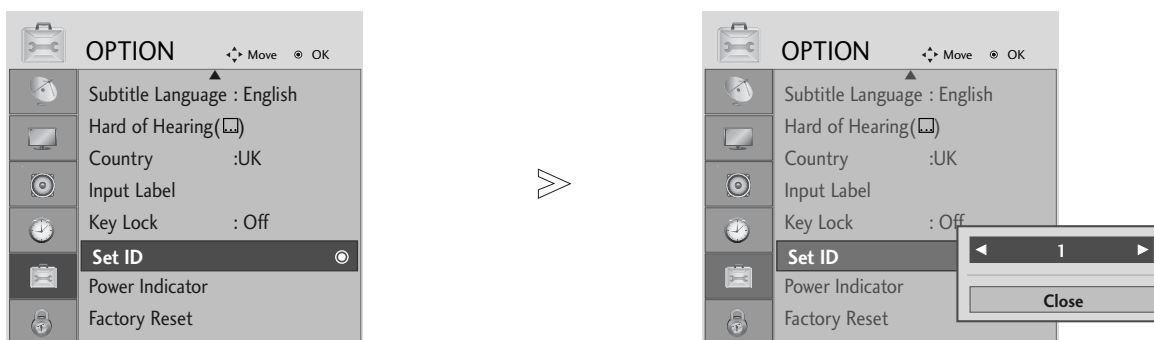 OPTION Move OK
Subtitle Language : English
Hard of Hearing( )
Country :UK
Input Label
Key Lock : Off
Set ID
Power Indicator
Factory Reset
OPTION Move OK
Subtitle Language : English
Hard of Hearing( )
Country :UK
Input Label
Key Lock : Off
Set ID
Power Indicator
Factory Reset
◄ 1 ►
Close